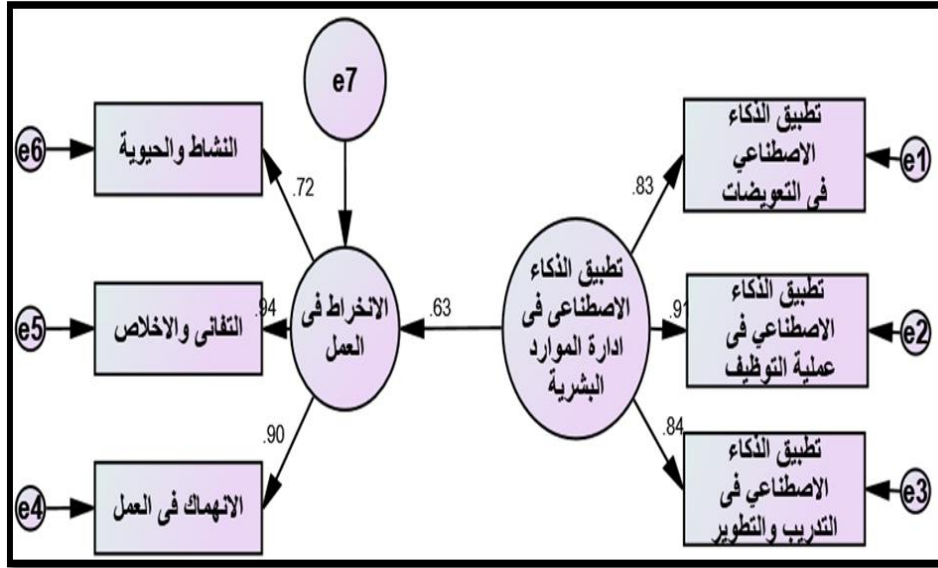 e7
تطبيق الذكاء
الاصطناعي
فى التعويضات
e1
.83
النشاط والحيوية
e6
.72
تطبيق الذكاء
الاصطناعى فى
ادارة الموارد
البشرية
تطبيق الذكاء
الاصطناعي فى
عملية التوظيف
e2
.91
.63
الانخراط فى
العمل
.94
التفانى والاخلاص
e5
تطبيق الذكاء
الاصطناعي فى
التدريب والتطوير
e3
.84
.90
الانهماك فى العمل
e4